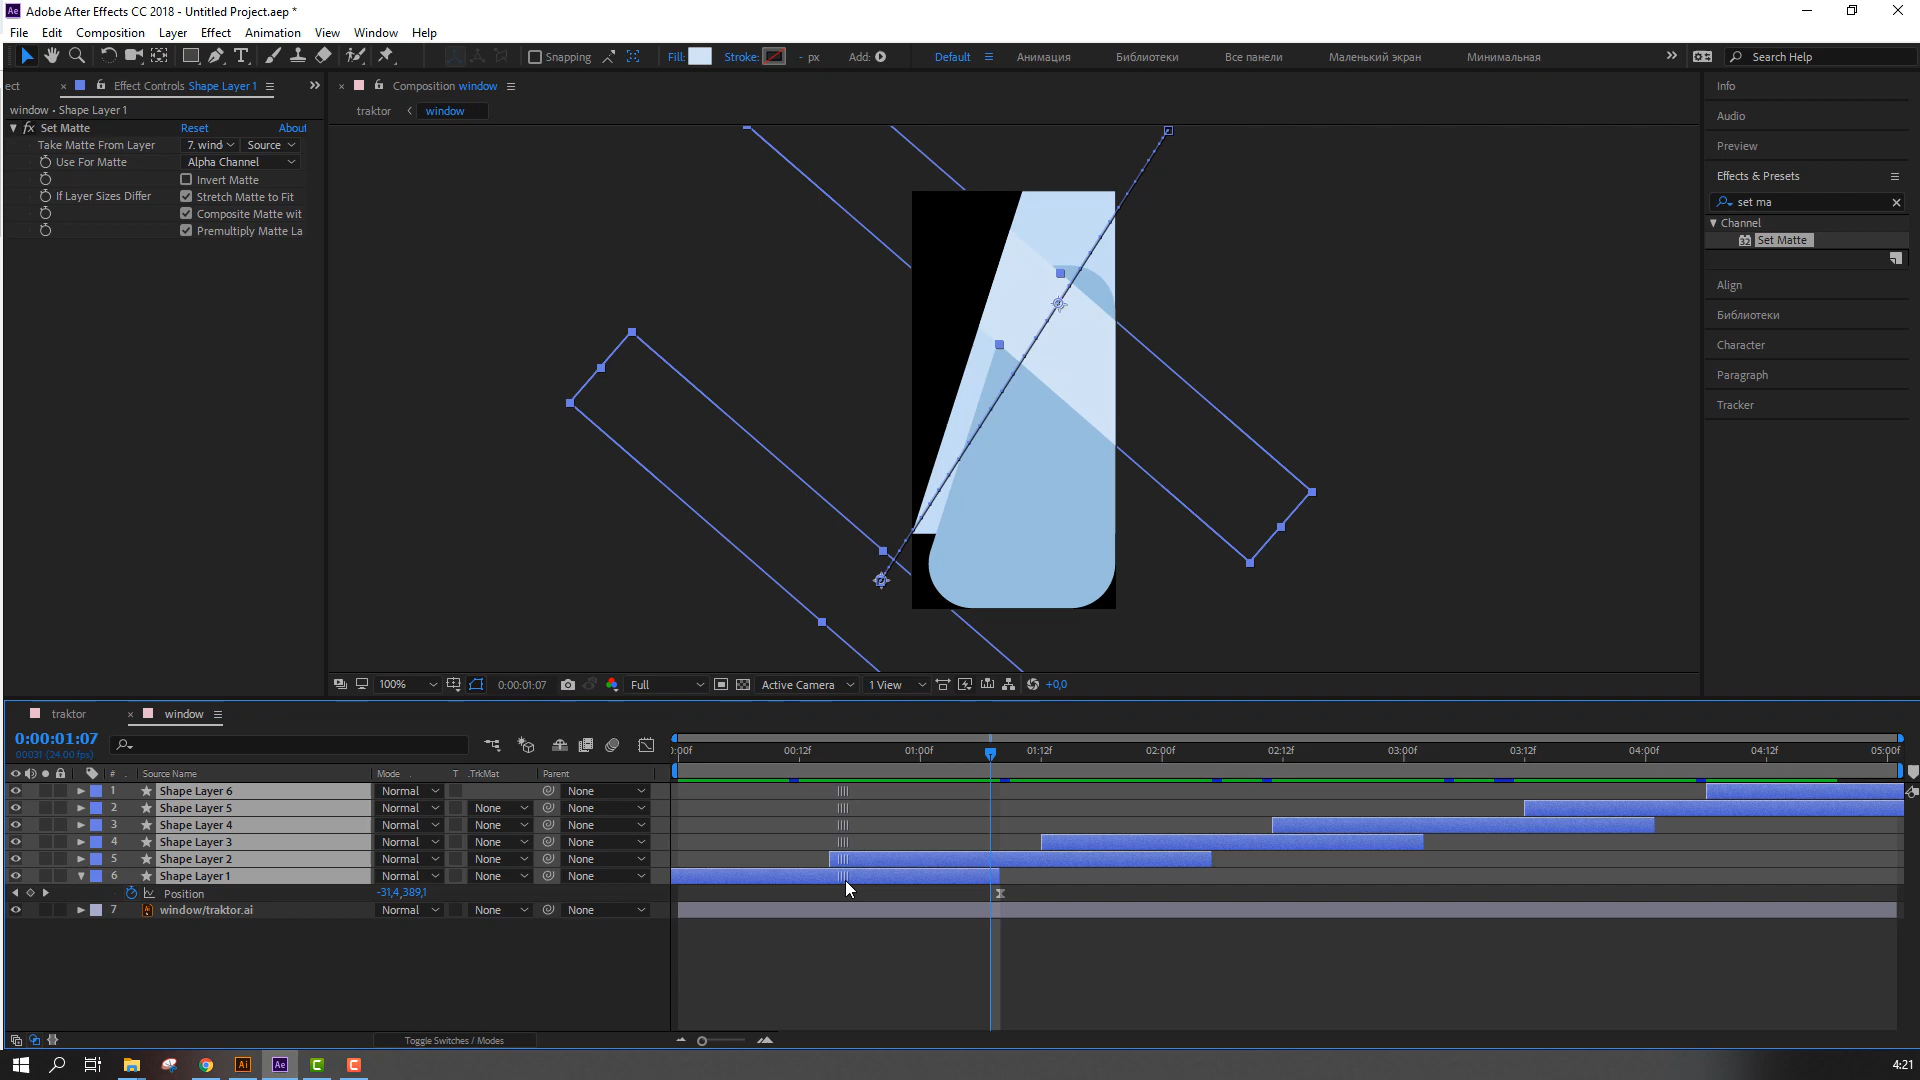 Adobe After Effects CC 2018 - Untitled Project.aep *
File Edit Composition Layer Effect Animation View Window Help
Snapping Fill: Stroke: - px Add: Default Анимация Библиотеки Все панели Маленький экран Минимальная Search Help
ect Effect Controls Shape Layer 1
window • Shape Layer 1
fx Set Matte Reset About
Take Matte From Layer 7. wind Source
Use For Matte Alpha Channel
Invert Matte
If Layer Sizes Differ Stretch Matte to Fit
Composite Matte wit
Premultiply Matte La
Composition window
traktor window
100% 0:00:01:07 Full Active Camera 1 View +0,0
Info
Audio
Preview
Effects & Presets
set ma
Channel
32 Set Matte
Align
Библиотеки
Character
Paragraph
Tracker
traktor window
0:00:01:07
00031 (24.00 fps)
:00f 00:12f 01:00f 01:12f 02:00f 02:12f 03:00f 03:12f 04:00f 04:12f 05:00f
# Source Name Mode T .TrkMat Parent
1 Shape Layer 6 Normal None
2 Shape Layer 5 Normal None None
3 Shape Layer 4 Normal None None
4 Shape Layer 3 Normal None None
5 Shape Layer 2 Normal None None
6 Shape Layer 1 Normal None None
Position -31,4,389,1
7 window/traktor.ai Normal None None
Toggle Switches / Modes
Ai Ae C C 4:21